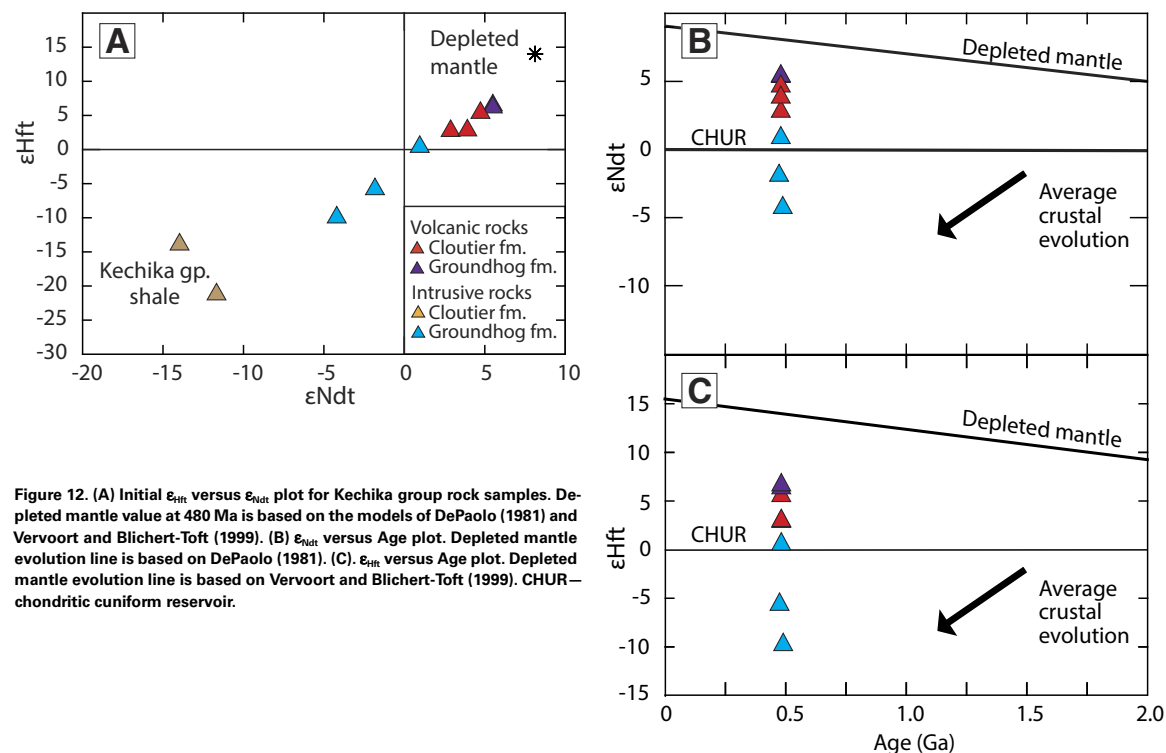 A
15
10
5
0
-5
-10
-15
-20
-25
-30
εHft
Depleted
mantle
Kechika gp.
shale
Volcanic rocks
Cloutier fm.
Groundhog fm.
Intrusive rocks
Cloutier fm.
Groundhog fm.
-20
-15
-10
-5
0
5
10
εNdt
B
Depleted mantle
5
0
-5
-10
εNdt
CHUR
Average
crustal
evolution
C
Depleted mantle
15
10
5
0
-5
-10
-15
εHft
CHUR
Average
crustal
evolution
0
0.5
1.0
1.5
2.0
Age (Ga)
Figure 12. (A) Initial εHft versus εNdt plot for Kechika group rock samples. De-
pleted mantle value at 480 Ma is based on the models of DePaolo (1981) and
Vervoort and Blichert-Toft (1999). (B) εNdt versus Age plot. Depleted mantle
evolution line is based on DePaolo (1981). (C). εHft versus Age plot. Depleted
mantle evolution line is based on Vervoort and Blichert-Toft (1999). CHUR—
chondritic cuniform reservoir.